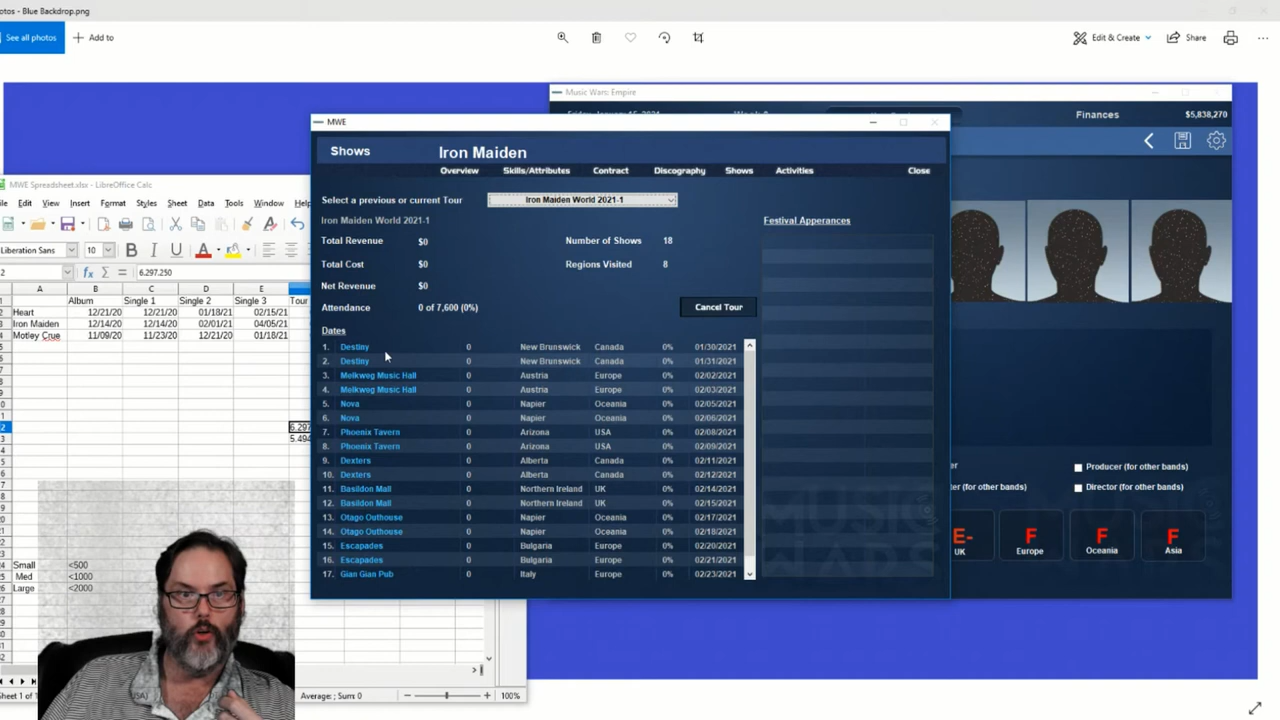 otos - Blue Backdrop.png
See all photos
Add to
Edit & Create
Share
Music Wars: Empire
Finances
$5,838,270
MWE
Shows
Iron Maiden
Overview
Skills/Attributes
Contract
Discography
Shows
Activities
Close
Select a previous or current Tour
Iron Maiden World 2021-1
Iron Maiden World 2021-1
Festival Apperances
Total Revenue $0
Number of Shows 18
Total Cost $0
Regions Visited 8
Net Revenue $0
Attendance 0 of 7,600 (0%)
Cancel Tour
Dates
1. Destiny 0 New Brunswick Canada 0% 01/30/2021
2. Destiny 0 New Brunswick Canada 0% 01/31/2021
3. Melkweg Music Hall 0 Austria Europe 0% 02/02/2021
4. Melkweg Music Hall 0 Austria Europe 0% 02/03/2021
5. Nova 0 Napier Oceania 0% 02/05/2021
6. Nova 0 Napier Oceania 0% 02/06/2021
7. Phoenix Tavern 0 Arizona USA 0% 02/08/2021
8. Phoenix Tavern 0 Arizona USA 0% 02/09/2021
9. Dexters 0 Alberta Canada 0% 02/11/2021
10. Dexters 0 Alberta Canada 0% 02/12/2021
11. Basildon Mall 0 Northern Ireland UK 0% 02/14/2021
12. Basildon Mall 0 Northern Ireland UK 0% 02/15/2021
13. Otago Outhouse 0 Napier Oceania 0% 02/17/2021
14. Otago Outhouse 0 Napier Oceania 0% 02/18/2021
15. Escapades 0 Bulgaria Europe 0% 02/20/2021
16. Escapades 0 Bulgaria Europe 0% 02/21/2021
17. Gian Gian Pub 0 Italy Europe 0% 02/23/2021
MWE Spreadsheet.xlsx - LibreOffice Calc
Edit View Insert Format Styles Sheet Data Tools Window
Liberation Sans 10
6.297.250
A B C D E
Album Single 1 Single 2 Single 3 Tour
Heart 12/21/20 12/21/20 01/18/21 02/15/21
Iron Maiden 12/14/20 12/14/20 02/01/21 04/05/21
Motley Crue 11/09/20 11/23/20 12/21/20 01/18/21
6.297
5.494
Small <500
Med <1000
Large <2000
Producer (for other bands)
ter (for other bands)
Director (for other bands)
E- F F F
UK Europe Oceania Asia
Average: ; Sum: 0
100%